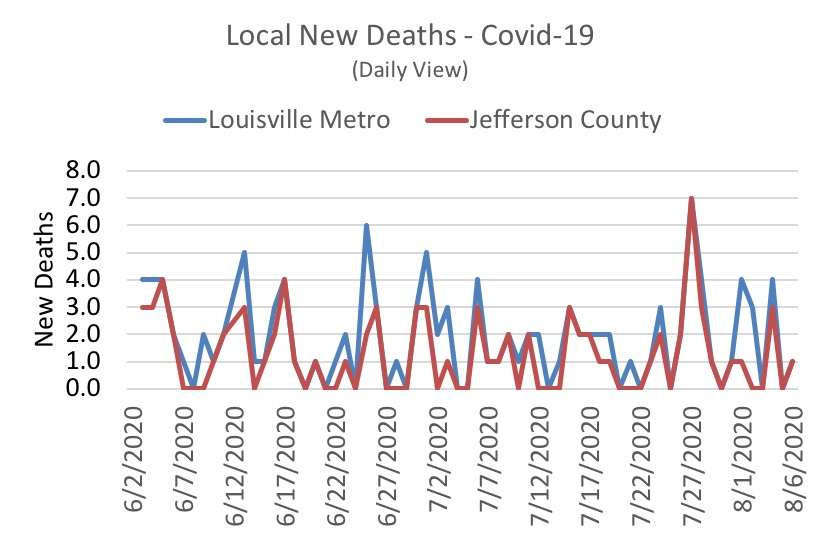 Local New Deaths - Covid-19
(Daily View)
Louisville Metro Jefferson County
New Deaths
8.0
7.0
6.0
5.0
4.0
3.0
2.0
1.0
0.0
6/2/2020 6/7/2020 6/12/2020 6/17/2020 6/22/2020 6/27/2020 7/2/2020 7/7/2020 7/12/2020 7/17/2020 7/22/2020 7/27/2020 8/1/2020 8/6/2020